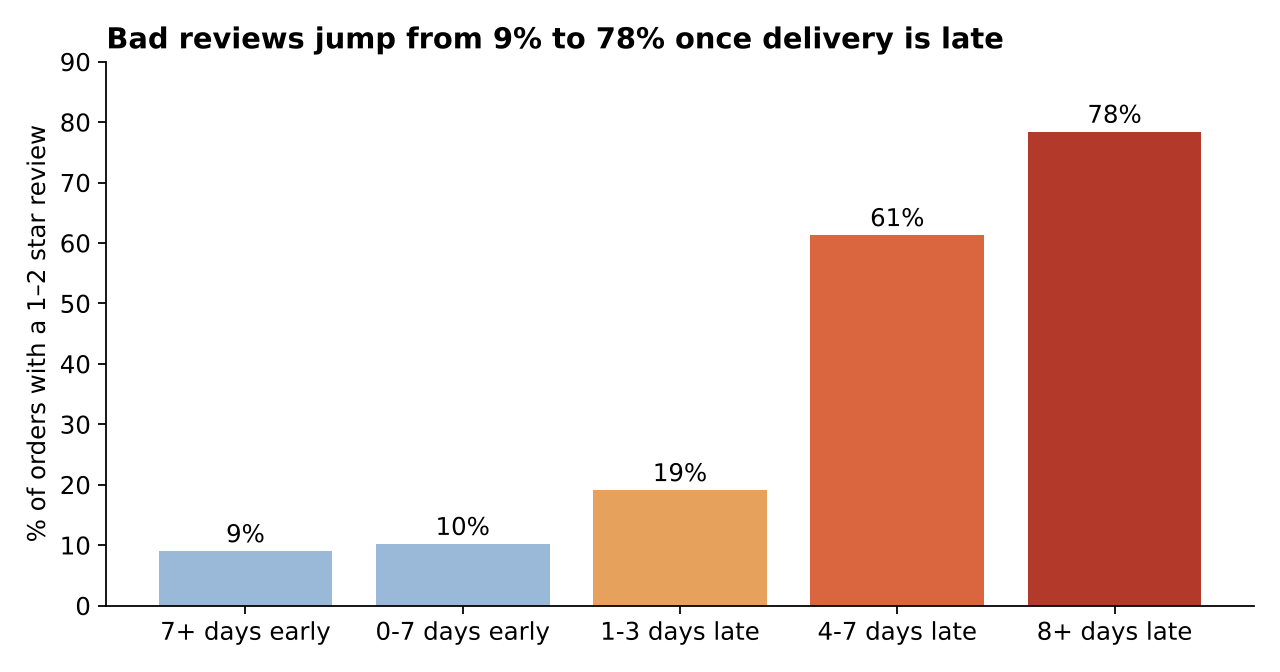 Bad reviews jump from 9% to 78% once delivery is late
% of orders with a 1–2 star review
90
80
70
60
50
40
30
20
10
0
9%
10%
19%
61%
78%
7+ days early
0-7 days early
1-3 days late
4-7 days late
8+ days late